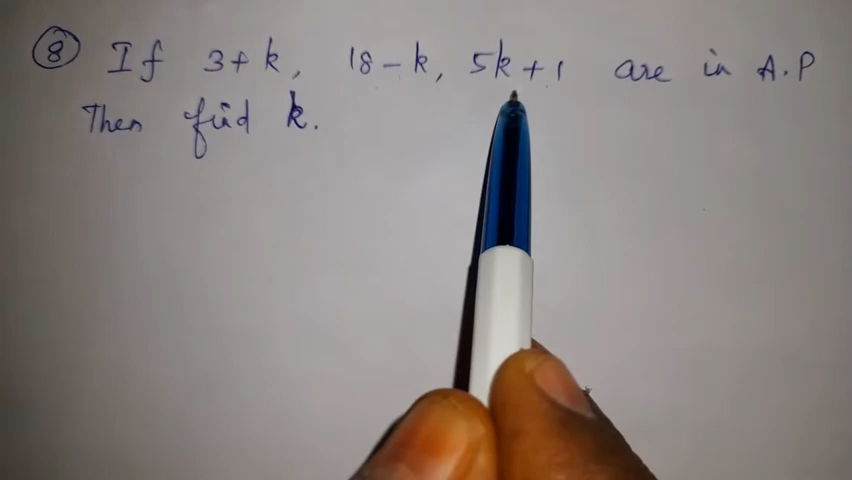 8 If 3+k, 18-k, 5k+1 are in A.P
Then find k.